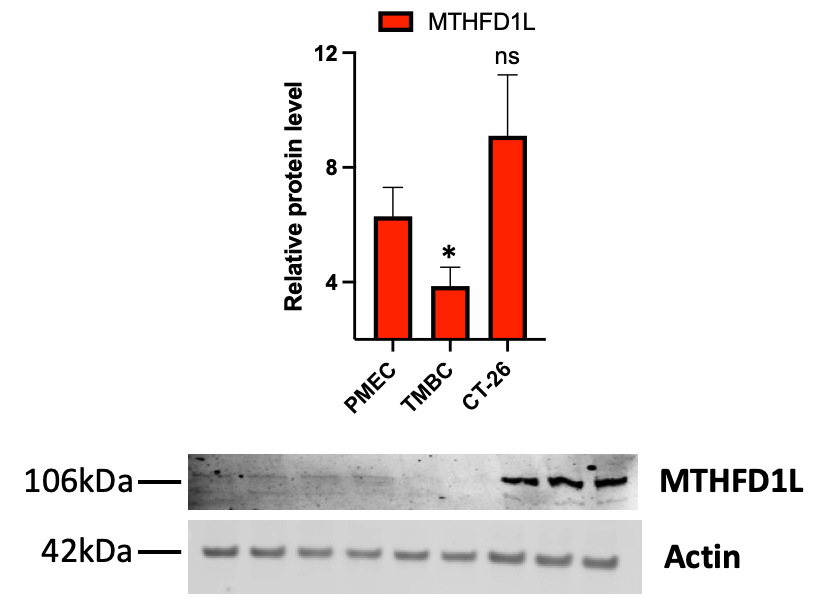 MTHFD1L
ns
12
8
4
*
Relative protein level
PMEC
TMBC
CT-26
106kDa
MTHFD1L
42kDa
Actin